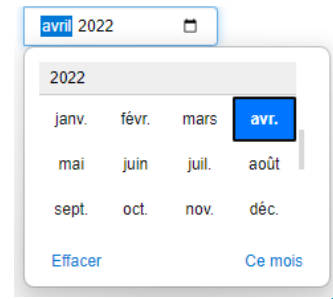 avril 2022
2022
janv. févr. mars avr.
mai juin juil. août
sept. oct. nov. déc.
Effacer Ce mois